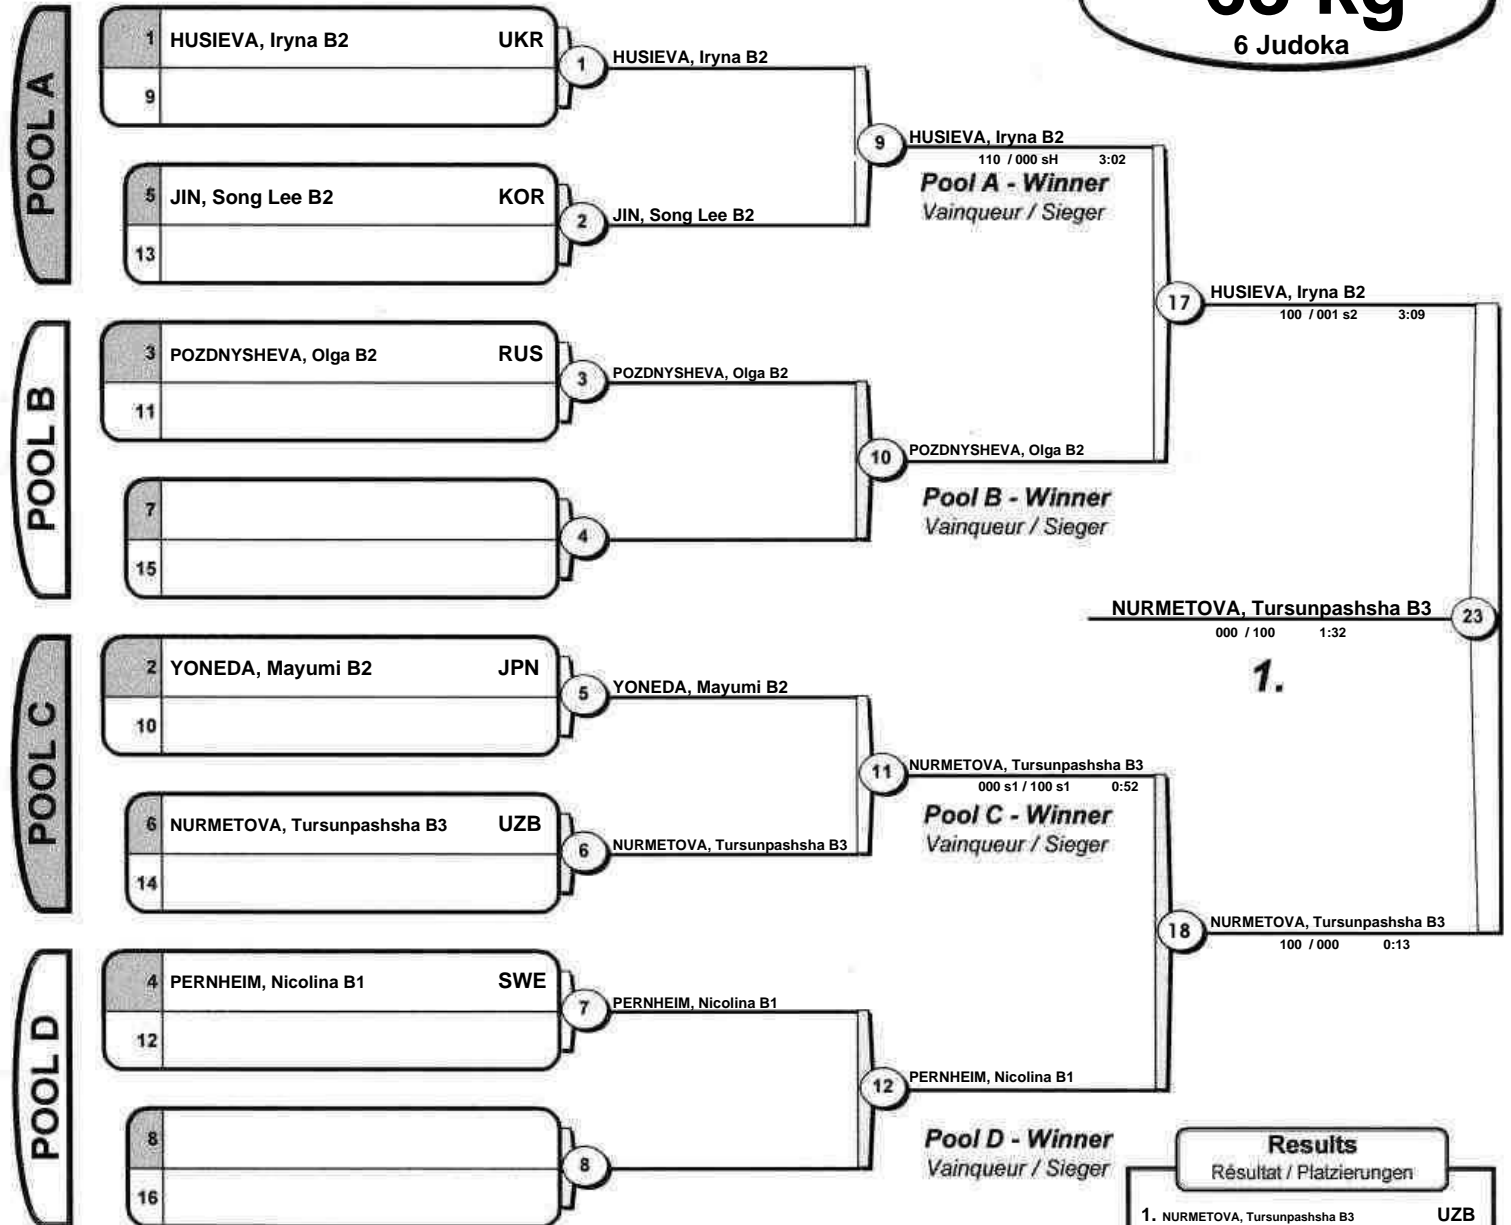 63 kg
6 Judoka
POOL A
1 HUSIEVA, Iryna B2 UKR
9
1 HUSIEVA, Iryna B2
5 JIN, Song Lee B2 KOR
13
2 JIN, Song Lee B2
9 HUSIEVA, Iryna B2
110 / 000 sH 3:02
Pool A - Winner
Vainqueur / Sieger
POOL B
3 POZDNYSHEVA, Olga B2 RUS
11
3 POZDNYSHEVA, Olga B2
7
15
4
10 POZDNYSHEVA, Olga B2
Pool B - Winner
Vainqueur / Sieger
17 HUSIEVA, Iryna B2
100 / 001 s2 3:09
NURMETOVA, Tursunpashsha B3 23
000 / 100 1:32
1.
POOL C
2 YONEDA, Mayumi B2 JPN
10
5 YONEDA, Mayumi B2
6 NURMETOVA, Tursunpashsha B3 UZB
14
6 NURMETOVA, Tursunpashsha B3
11 NURMETOVA, Tursunpashsha B3
000 s1 / 100 s1 0:52
Pool C - Winner
Vainqueur / Sieger
POOL D
4 PERNHEIM, Nicolina B1 SWE
12
7 PERNHEIM, Nicolina B1
8
16
8
12 PERNHEIM, Nicolina B1
Pool D - Winner
Vainqueur / Sieger
18 NURMETOVA, Tursunpashsha B3
100 / 000 0:13
Results
Résultat / Platzierungen
1. NURMETOVA, Tursunpashsha B3 UZB